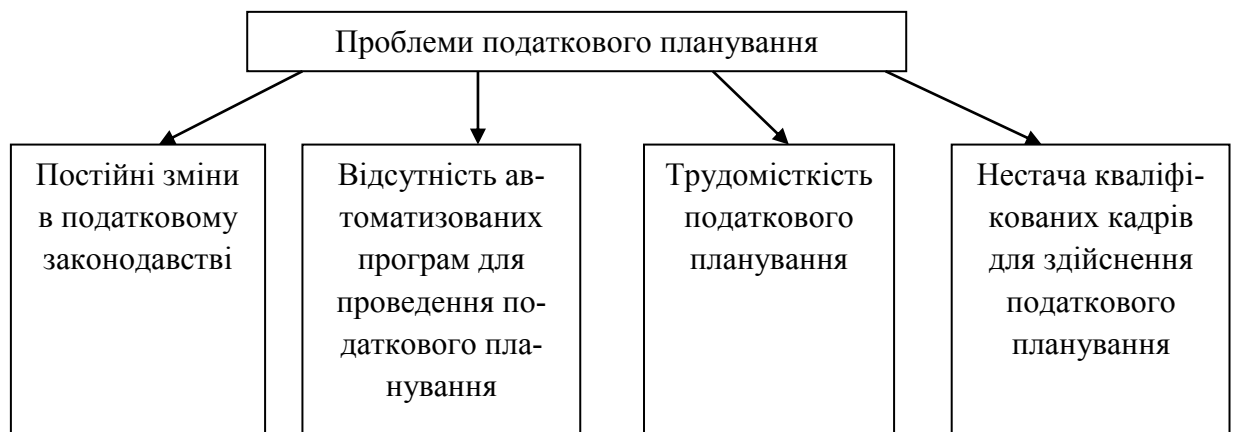 Проблеми податкового планування
Постійні зміни
в податковому
законодавстві
Відсутність ав-
томатизованих
програм для
проведення по-
даткового пла-
нування
Трудомісткість
податкового
планування
Нестача кваліфі-
кованих кадрів
для здійснення
податкового
планування